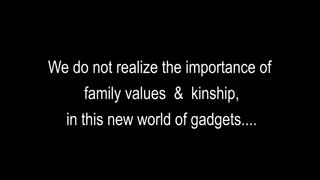 We do not realize the importance of
family values & kinship,
in this new world of gadgets....